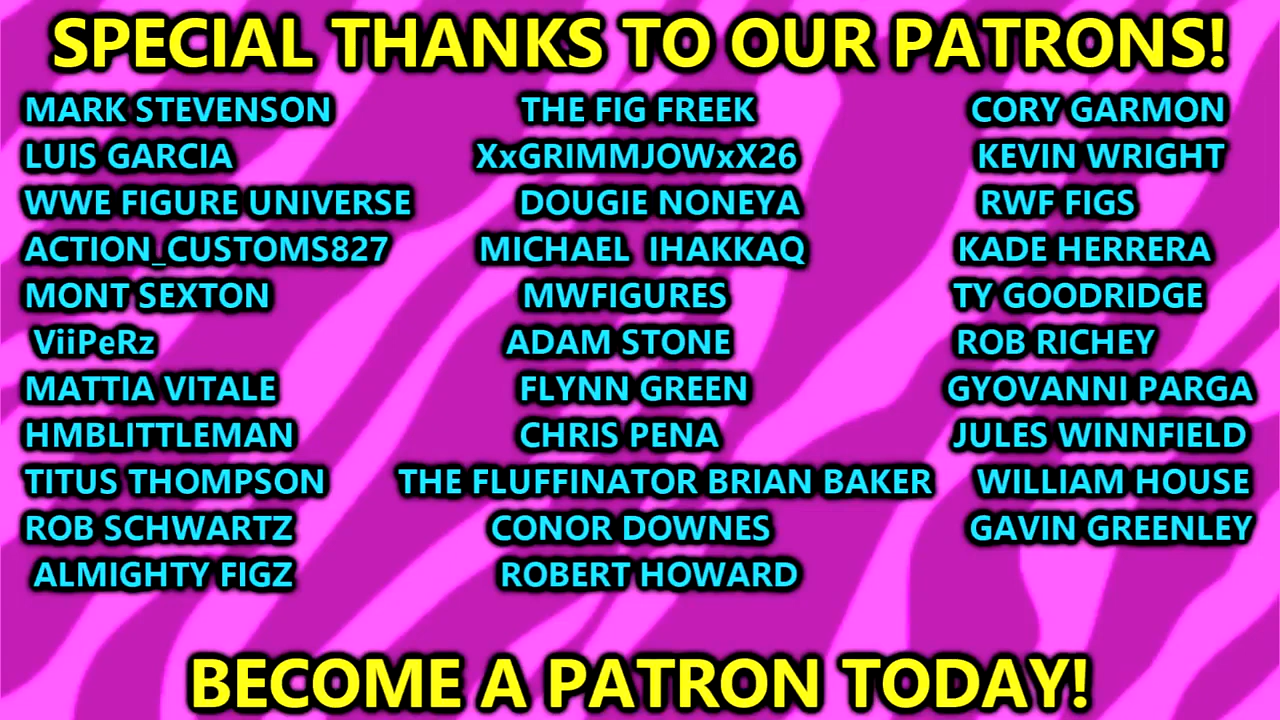 SPECIAL THANKS TO OUR PATRONS!
MARK STEVENSON THE FIG FREEK CORY GARMON
LUIS GARCIA XxGRIMMJOWxX26 KEVIN WRIGHT
WWE FIGURE UNIVERSE DOUGIE NONEYA RWF FIGS
ACTION_CUSTOMS827 MICHAEL IHAKKAQ KADE HERRERA
MONT SEXTON MWFIGURES TY GOODRIDGE
ViiPeRz ADAM STONE ROB RICHEY
MATTIA VITALE FLYNN GREEN GYOVANNI PARGA
HMBLITTLEMAN CHRIS PENA JULES WINNFIELD
TITUS THOMPSON THE FLUFFINATOR BRIAN BAKER WILLIAM HOUSE
ROB SCHWARTZ CONOR DOWNES GAVIN GREENLEY
ALMIGHTY FIGZ ROBERT HOWARD
BECOME A PATRON TODAY!